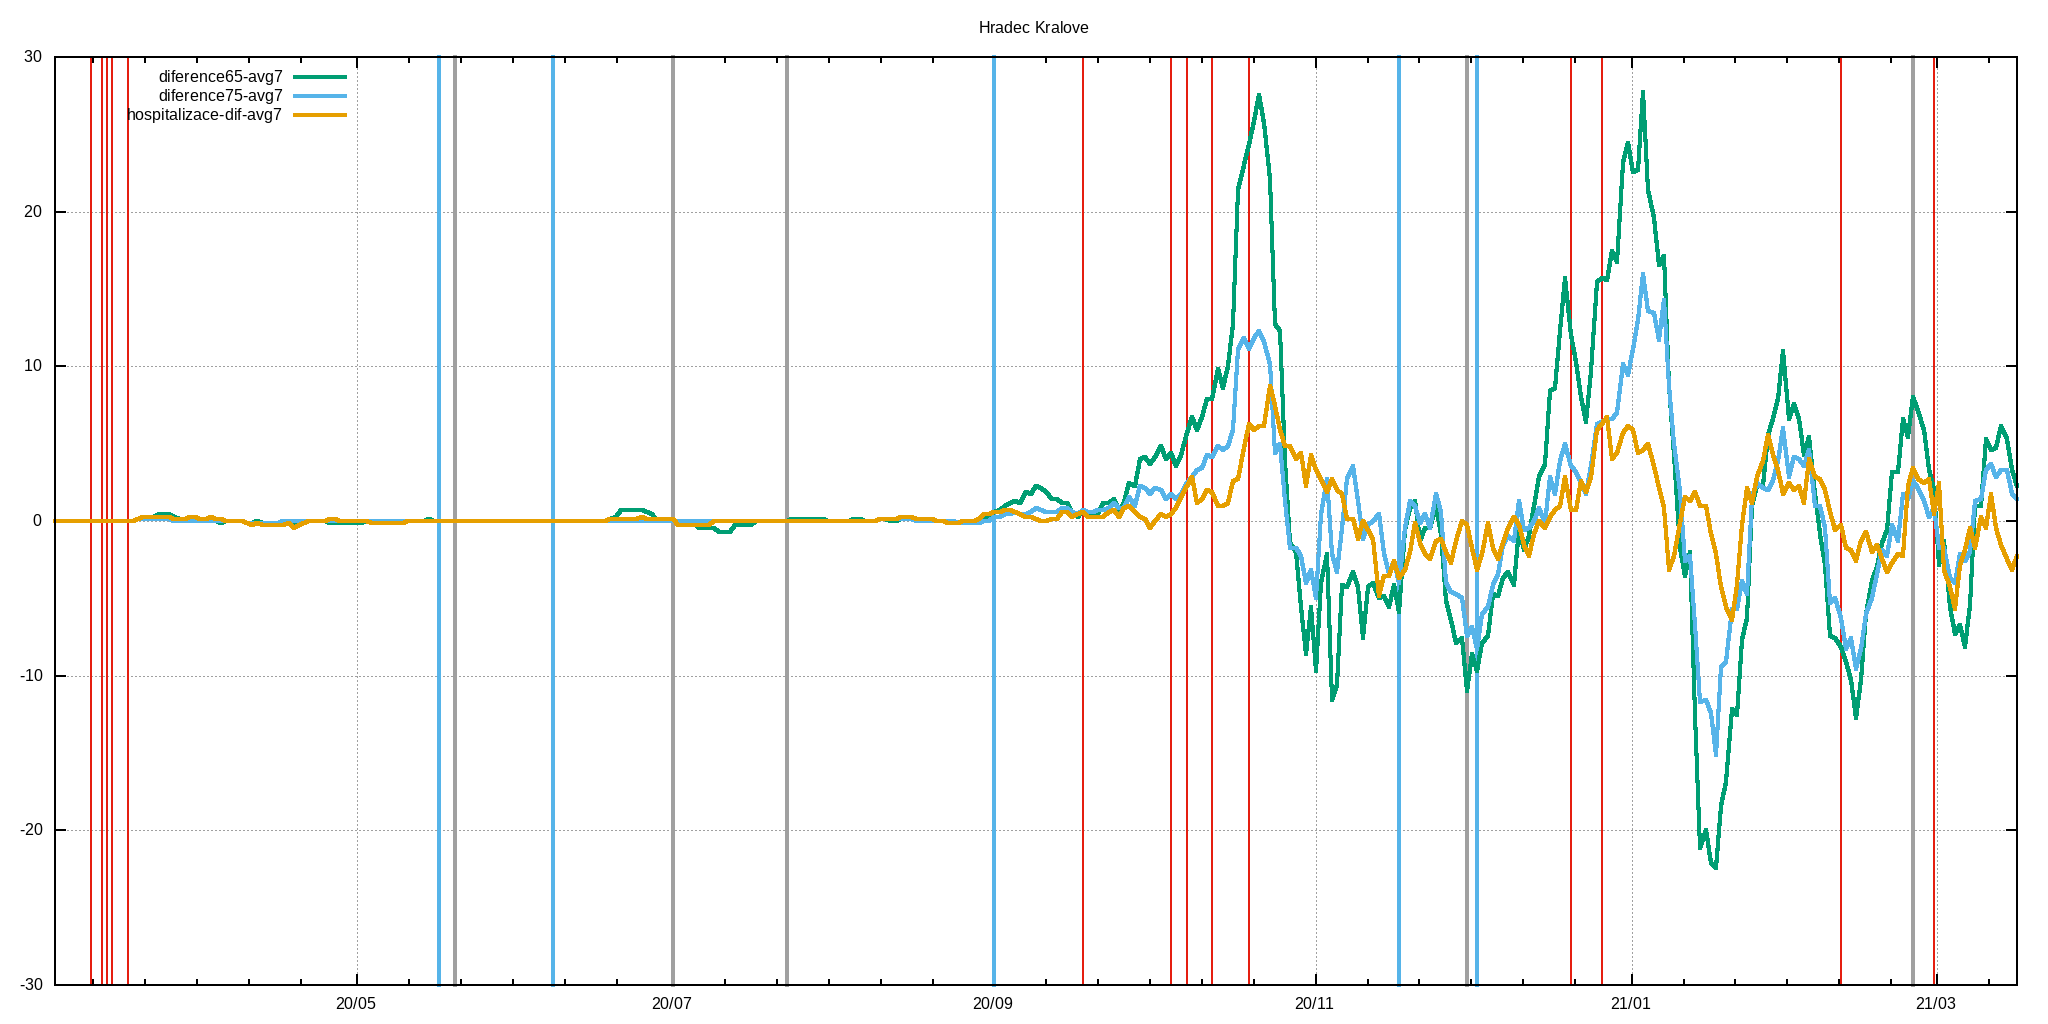 Hradec Kralove
30
diference65-avg7
diference75-avg7
hospitalizace-dif-avg7
20
10
0
-10
-20
-30
20/05 20/07 20/09 20/11 21/01 21/03